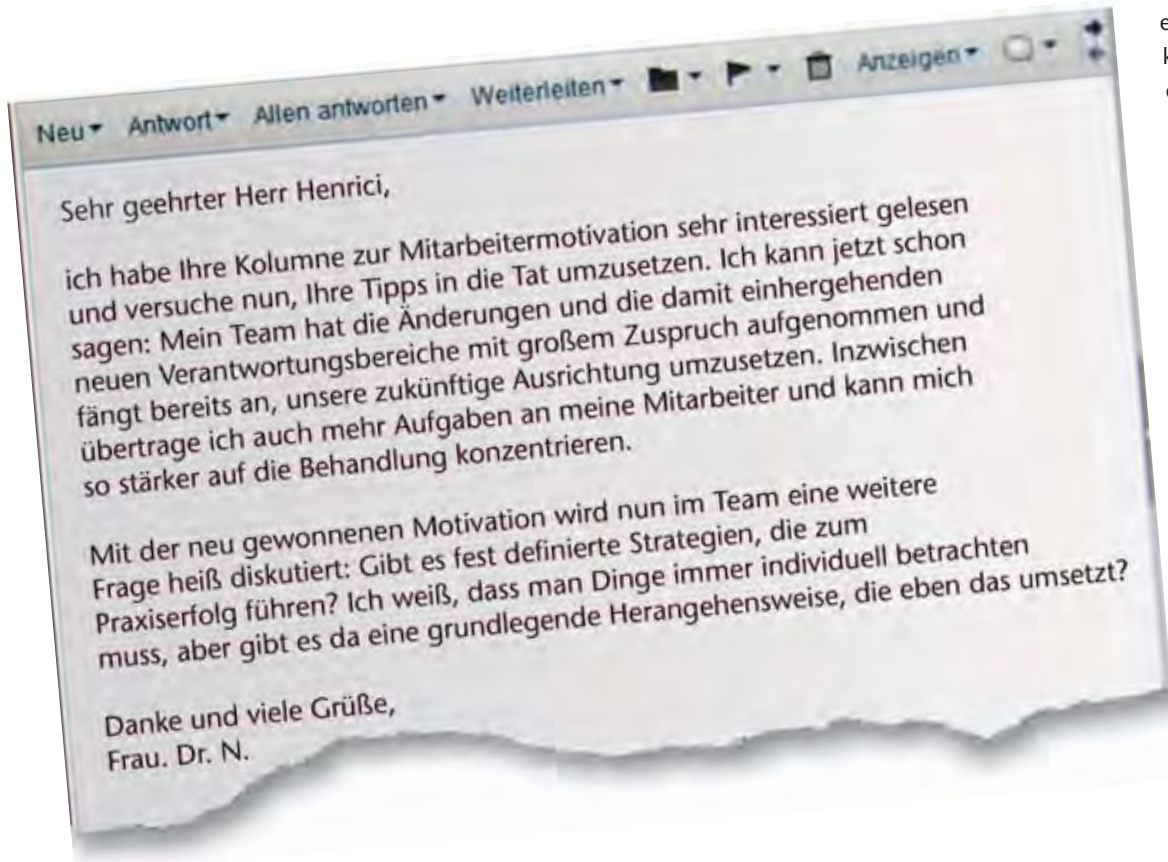 Neu Antwort Allen antworten Weiterleiten Anzeigen
Sehr geehrter Herr Henrici,
ich habe Ihre Kolumne zur Mitarbeitermotivation sehr interessiert gelesen
und versuche nun, Ihre Tipps in die Tat umzusetzen. Ich kann jetzt schon
sagen: Mein Team hat die Änderungen und die damit einhergehenden
neuen Verantwortungsbereiche mit großem Zuspruch aufgenommen und
fängt bereits an, unsere zukünftige Ausrichtung umzusetzen. Inzwischen
übertrage ich auch mehr Aufgaben an meine Mitarbeiter und kann mich
so stärker auf die Behandlung konzentrieren.
Mit der neu gewonnenen Motivation wird nun im Team eine weitere
Frage heiß diskutiert: Gibt es fest definierte Strategien, die zum
Praxiserfolg führen? Ich weiß, dass man Dinge immer individuell betrachten
muss, aber gibt es da eine grundlegende Herangehensweise, die eben das umsetzt?
Danke und viele Grüße,
Frau. Dr. N.